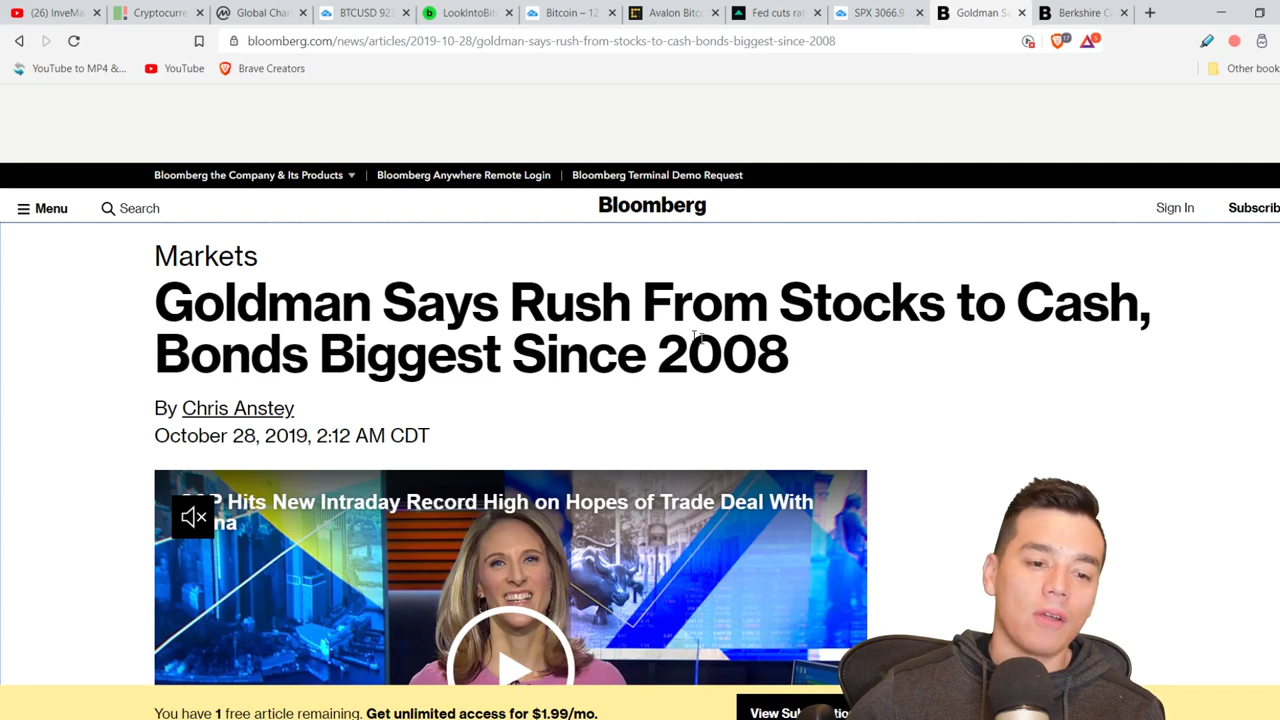 (26) InveMa
Cryptocurre
Global Char
BTCUSD 92
LookIntoBit
Bitcoin – 12
Avalon Bitc
Fed cuts rat
SPX 3066.9
Goldman Sa
Berkshire
bloomberg.com/news/articles/2019-10-28/goldman-says-rush-from-stocks-to-cash-bonds-biggest-since-2008
17
5
YouTube to MP4 &...
YouTube
Brave Creators
Other book
Bloomberg the Company & Its Products | Bloomberg Anywhere Remote Login | Bloomberg Terminal Demo Request
Menu
Search
Bloomberg
Sign In
Subscrib
Markets
Goldman Says Rush From Stocks to Cash,
Bonds Biggest Since 2008
By Chris Anstey
October 28, 2019, 2:12 AM CDT
P Hits New Intraday Record High on Hopes of Trade Deal With
na
You have 1 free article remaining. Get unlimited access for $1.99/mo.
View